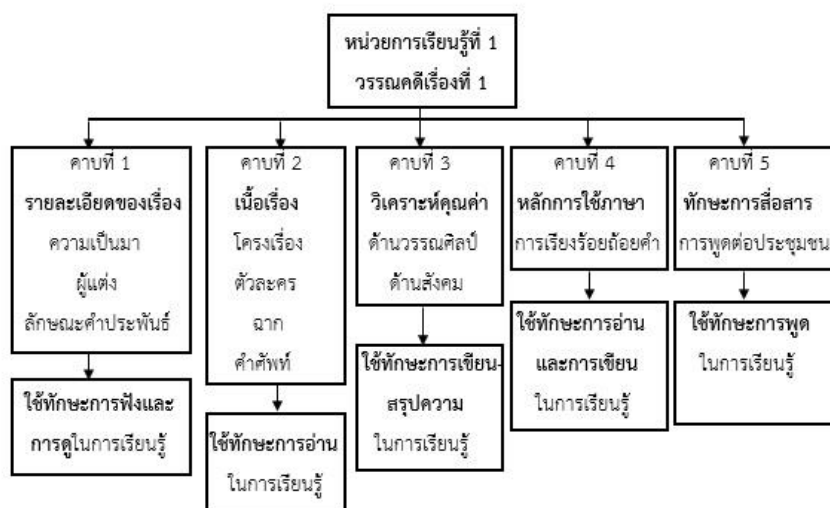 หน่วยการเรียนรู้ที่ 1
วรรณคดีเรื่องที่ 1
คาบที่ 1
รายละเอียดของเรื่อง
ความเป็นมา
ผู้แต่ง
ลักษณะคำประพันธ์
ใช้ทักษะการฟังและ
การดูในการเรียนรู้
คาบที่ 2
เนื้อเรื่อง
โครงเรื่อง
ตัวละคร
ฉาก
คำศัพท์
ใช้ทักษะการอ่าน
ในการเรียนรู้
คาบที่ 3
วิเคราะห์คุณค่า
ด้านวรรณศิลป์
ด้านสังคม
ใช้ทักษะการเขียน-
สรุปความ
ในการเรียนรู้
คาบที่ 4
หลักการใช้ภาษา
การเรียงร้อยถ้อยคำ
ใช้ทักษะการอ่าน
และการเขียน
ในการเรียนรู้
คาบที่ 5
ทักษะการสื่อสาร
การพูดต่อประชุมชน
ใช้ทักษะการพูด
ในการเรียนรู้